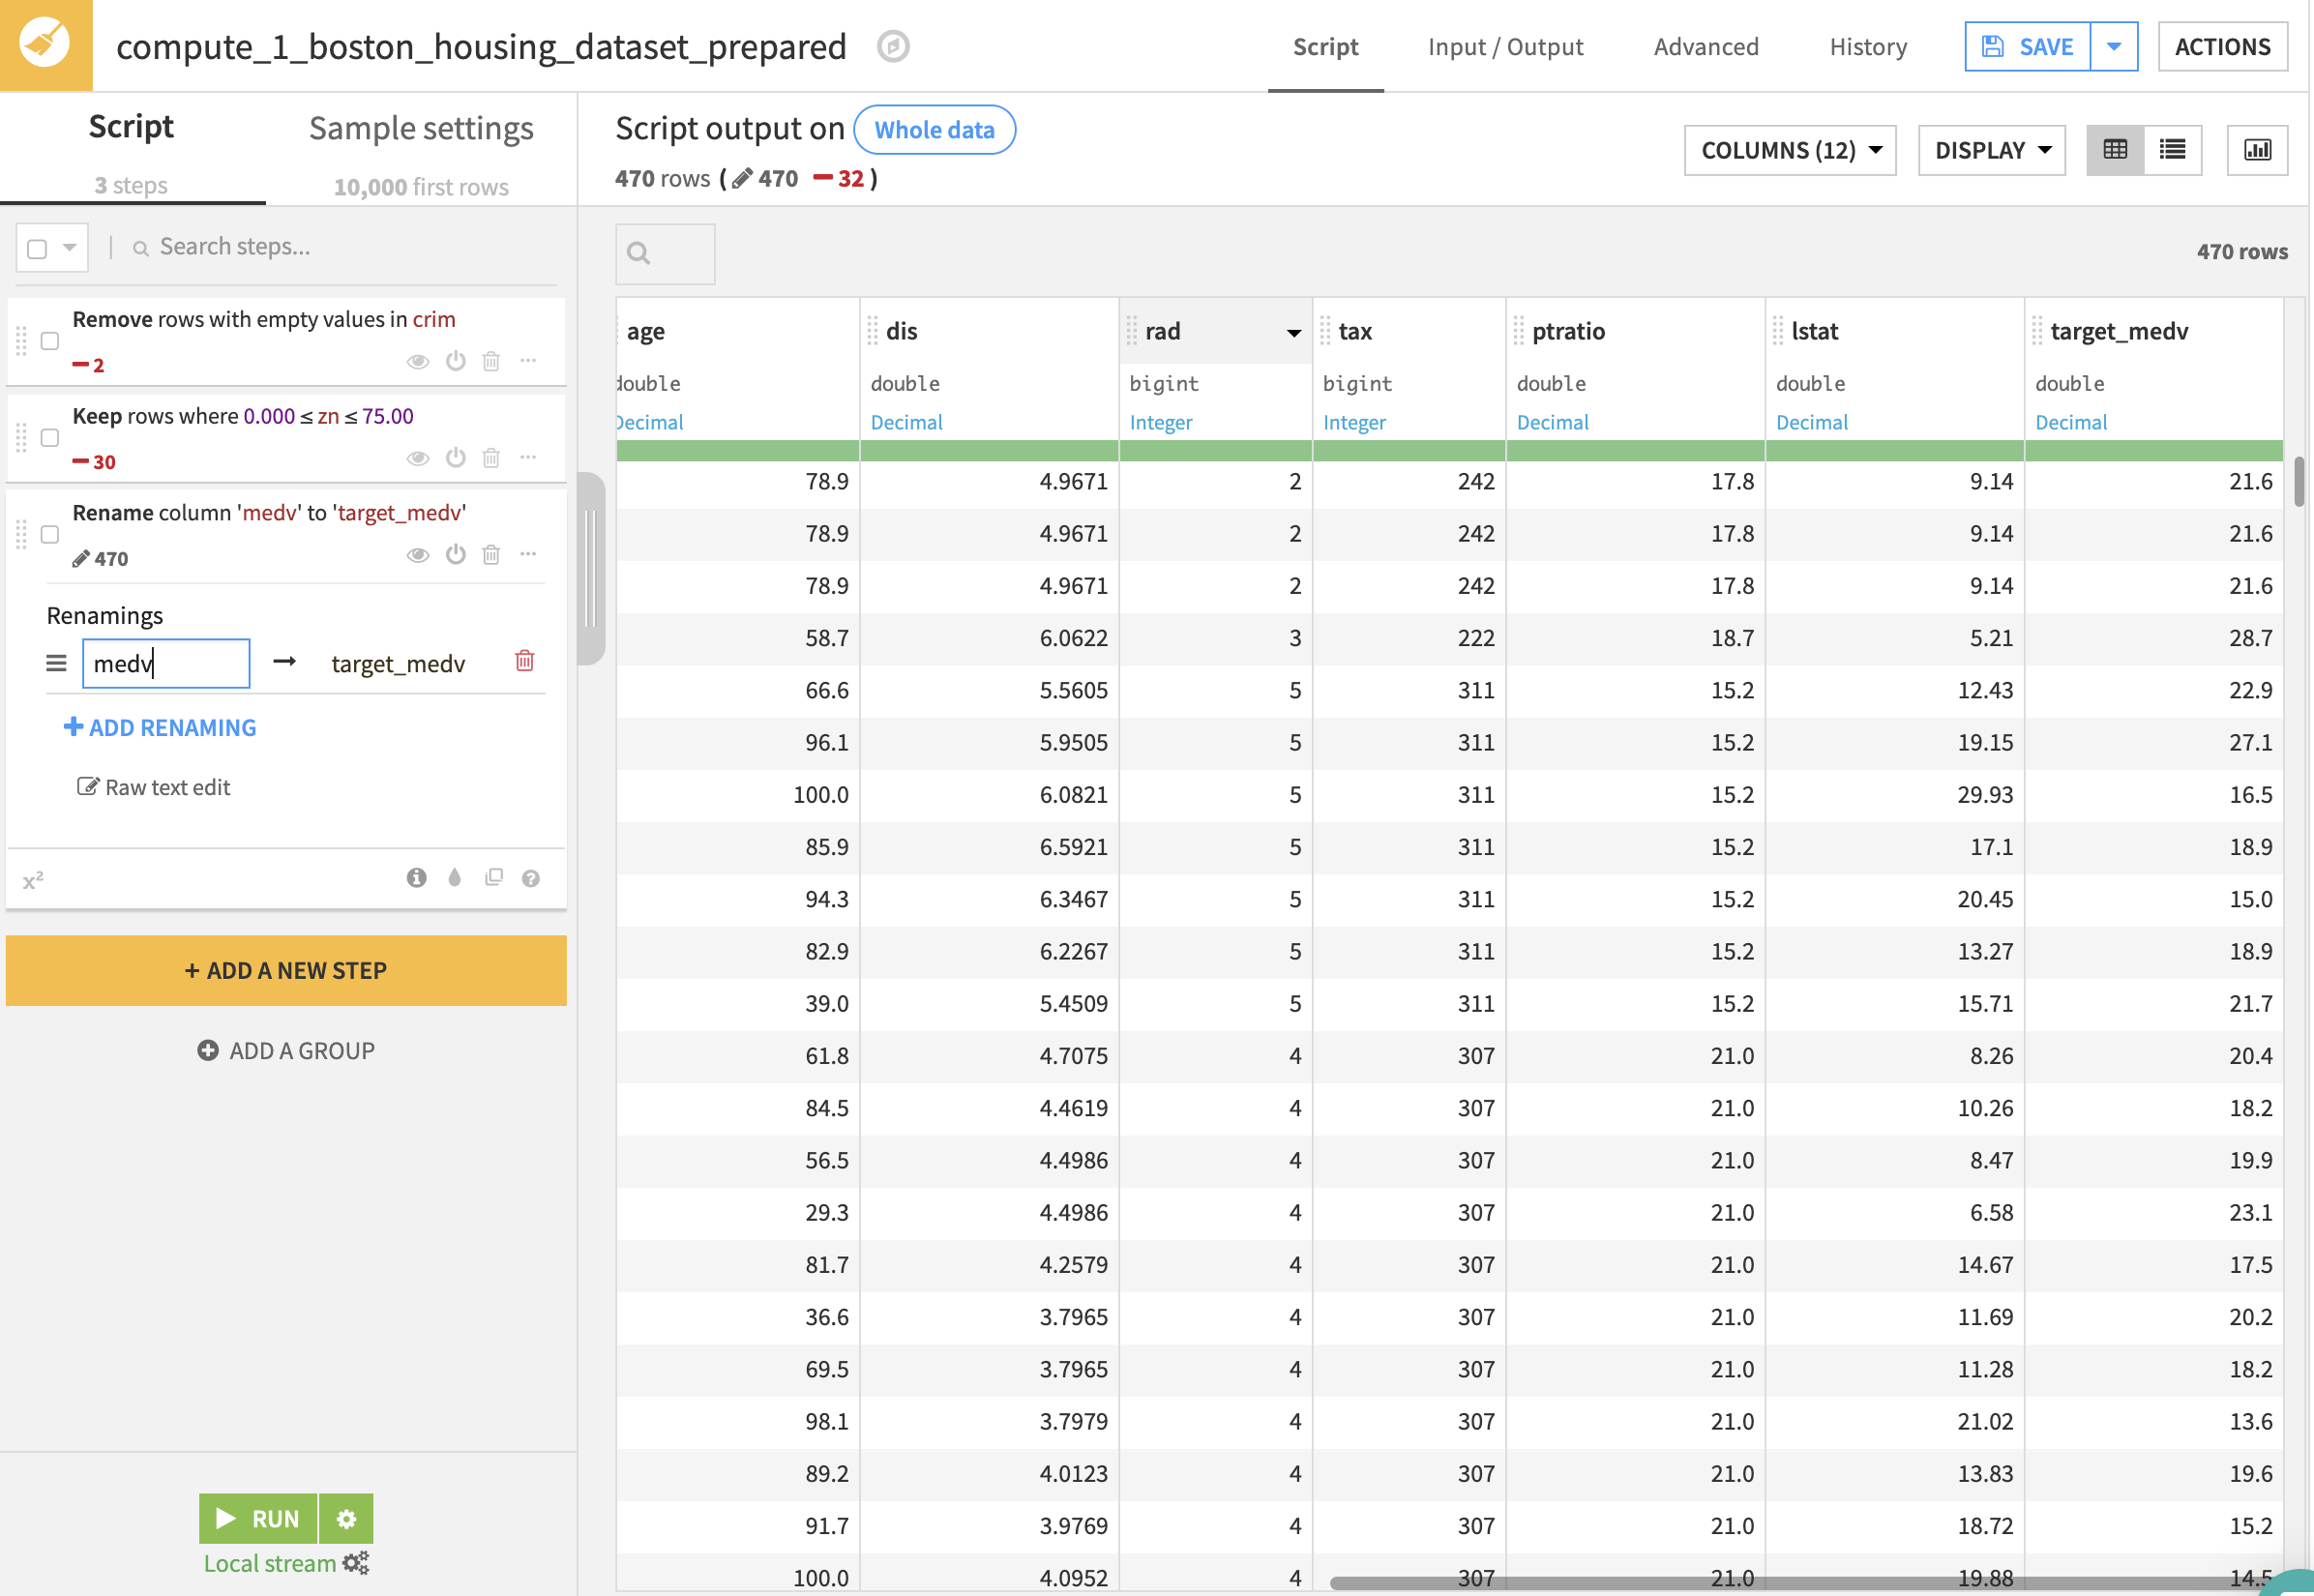 compute_1_boston_housing_dataset_prepared
Script
Input / Output
Advanced
History
SAVE
ACTIONS
Script
3 steps
Sample settings
10,000 first rows
Search steps...
Remove rows with empty values in crim
2
Keep rows where 0.000 ≤ zn ≤ 75.00
30
Rename column 'medv' to 'target_medv'
470
Renamings
medv → target_medv
+ ADD RENAMING
Raw text edit
x²
+ ADD A NEW STEP
ADD A GROUP
RUN
Local stream
Script output on Whole data
470 rows ( 470 32 )
COLUMNS (12)
DISPLAY
470 rows
age dis rad tax ptratio lstat target_medv
double double bigint bigint double double double
Decimal Decimal Integer Integer Decimal Decimal Decimal
78.9 4.9671 2 242 17.8 9.14 21.6
78.9 4.9671 2 242 17.8 9.14 21.6
78.9 4.9671 2 242 17.8 9.14 21.6
58.7 6.0622 3 222 18.7 5.21 28.7
66.6 5.5605 5 311 15.2 12.43 22.9
96.1 5.9505 5 311 15.2 19.15 27.1
100.0 6.0821 5 311 15.2 29.93 16.5
85.9 6.5921 5 311 15.2 17.1 18.9
94.3 6.3467 5 311 15.2 20.45 15.0
82.9 6.2267 5 311 15.2 13.27 18.9
39.0 5.4509 5 311 15.2 15.71 21.7
61.8 4.7075 4 307 21.0 8.26 20.4
84.5 4.4619 4 307 21.0 10.26 18.2
56.5 4.4986 4 307 21.0 8.47 19.9
29.3 4.4986 4 307 21.0 6.58 23.1
81.7 4.2579 4 307 21.0 14.67 17.5
36.6 3.7965 4 307 21.0 11.69 20.2
69.5 3.7965 4 307 21.0 11.28 18.2
98.1 3.7979 4 307 21.0 21.02 13.6
89.2 4.0123 4 307 21.0 13.83 19.6
91.7 3.9769 4 307 21.0 18.72 15.2
100.0 4.0952 4 307 21.0 19.88 14.5